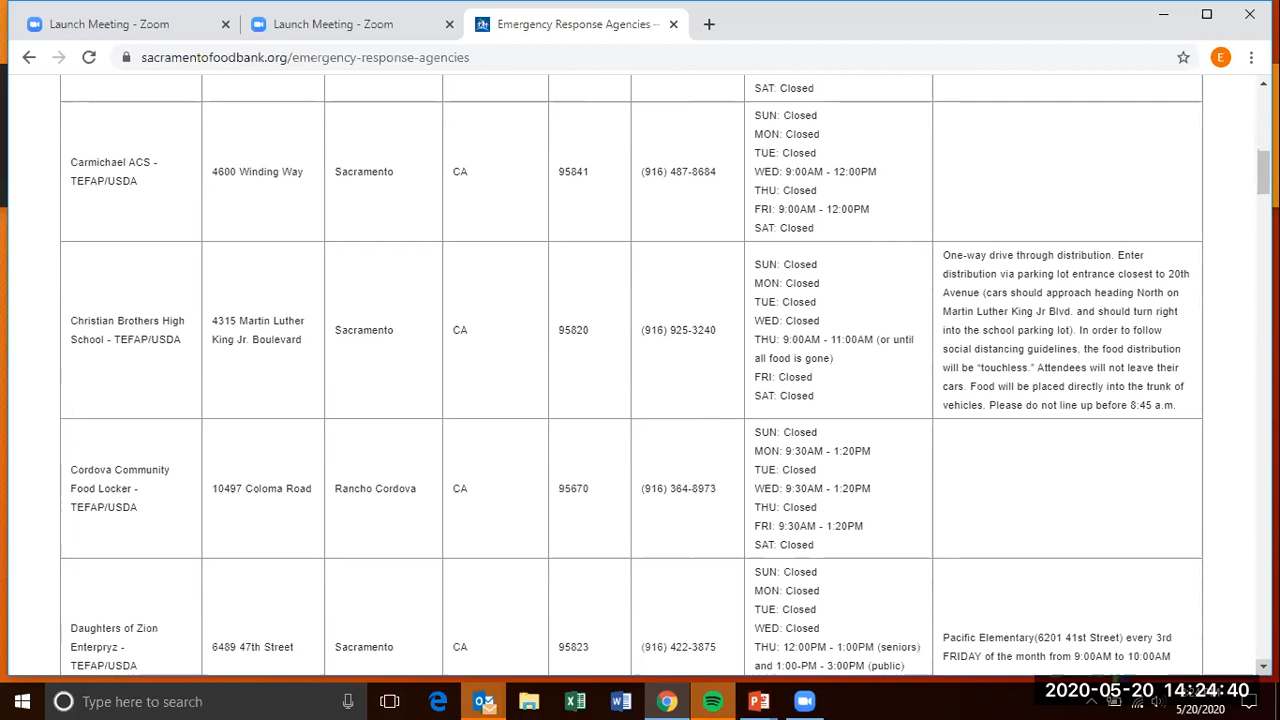 Launch Meeting - Zoom
Launch Meeting - Zoom
Emergency Response Agencies –
sacramentofoodbank.org/emergency-response-agencies
E
SAT: Closed
Carmichael ACS -
TEFAP/USDA
4600 Winding Way
Sacramento
CA
95841
(916) 487-8684
SUN: Closed
MON: Closed
TUE: Closed
WED: 9:00AM - 12:00PM
THU: Closed
FRI: 9:00AM - 12:00PM
SAT: Closed
Christian Brothers High
School - TEFAP/USDA
4315 Martin Luther
King Jr. Boulevard
Sacramento
CA
95820
(916) 925-3240
SUN: Closed
MON: Closed
TUE: Closed
WED: Closed
THU: 9:00AM - 11:00AM (or until
all food is gone)
FRI: Closed
SAT: Closed
One-way drive through distribution. Enter
distribution via parking lot entrance closest to 20th
Avenue (cars should approach heading North on
Martin Luther King Jr Blvd. and should turn right
into the school parking lot). In order to follow
social distancing guidelines, the food distribution
will be “touchless.” Attendees will not leave their
cars. Food will be placed directly into the trunk of
vehicles. Please do not line up before 8:45 a.m.
Cordova Community
Food Locker -
TEFAP/USDA
10497 Coloma Road
Rancho Cordova
CA
95670
(916) 364-8973
SUN: Closed
MON: 9:30AM - 1:20PM
TUE: Closed
WED: 9:30AM - 1:20PM
THU: Closed
FRI: 9:30AM - 1:20PM
SAT: Closed
Daughters of Zion
Enterpryz -
TEFAP/USDA
6489 47th Street
Sacramento
CA
95823
(916) 422-3875
SUN: Closed
MON: Closed
TUE: Closed
WED: Closed
THU: 12:00PM - 1:00PM (seniors)
and 1:00-PM - 3:00PM (public)
Pacific Elementary(6201 41st Street) every 3rd
FRIDAY of the month from 9:00AM to 10:00AM
Type here to search
2020-05-20 14:24:40
5/20/2020